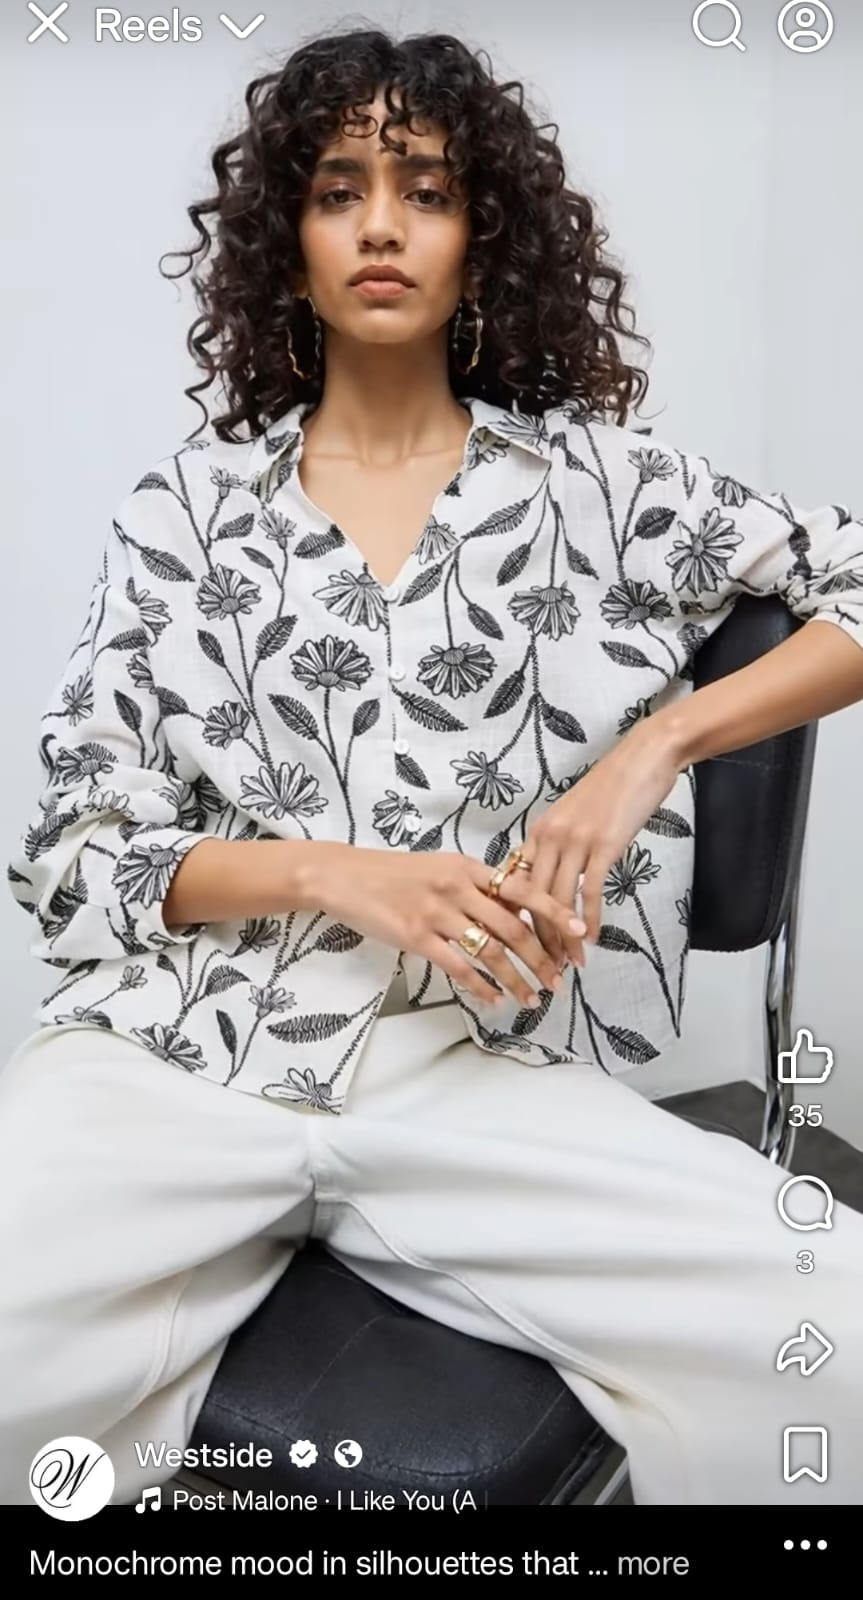 Reels
35
3
Westside
Post Malone · I Like You (A
Monochrome mood in silhouettes that ... more